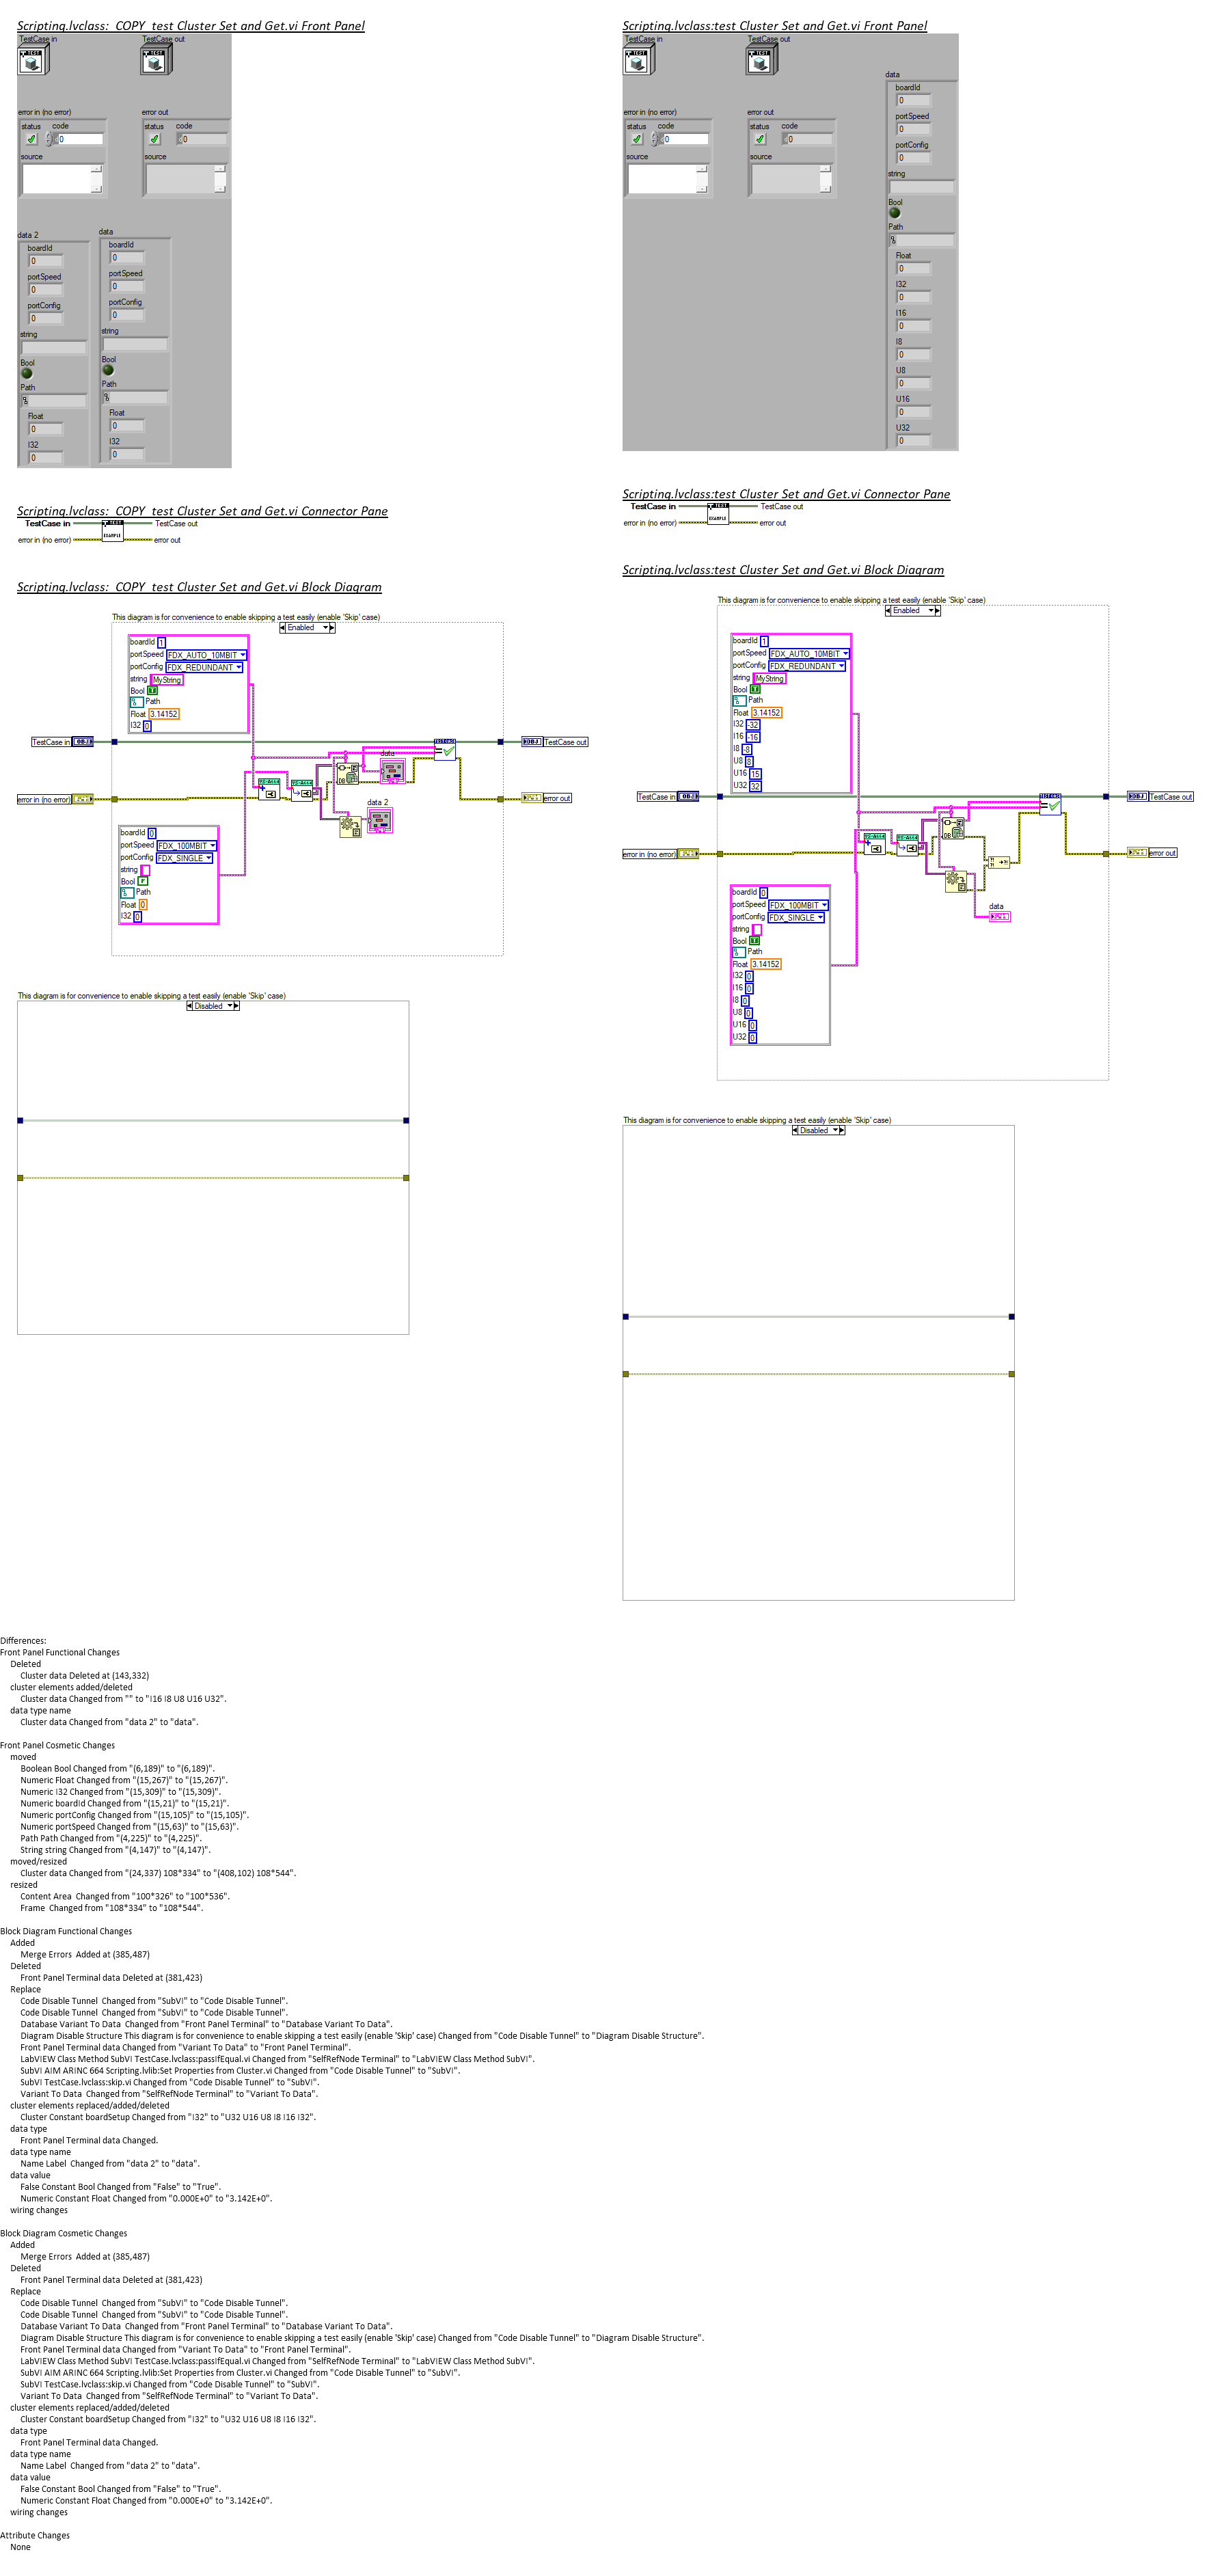 Scripting.lvclass:  COPY  test Cluster Set and Get.vi Front Panel
TestCase in
TestCase out
TEST
TEST
error in (no error)
error out
status
code
status
code
0
0
source
source
data 2
data
boardId
0
boardId
0
portSpeed
0
portSpeed
0
portConfig
0
portConfig
0
string
string
Bool
Bool
Path
Path
Float
0
Float
0
I32
0
I32
0
Scripting.lvclass:  COPY  test Cluster Set and Get.vi Connector Pane
TestCase in
TestCase out
TEST
EXAMPLE
error in (no error)
error out
Scripting.lvclass:  COPY  test Cluster Set and Get.vi Block Diagram
This diagram is for convenience to enable skipping a test easily (enable 'Skip' case)
Enabled
boardId 1
portSpeed FDX_AUTO_10MBIT
portConfig FDX_REDUNDANT
string MyString
Bool T
Path
Float 3.14152
I32 0
TestCase in OBJ
OBJ TestCase out
data
error in (no error)
error out
data 2
boardId 0
portSpeed FDX_100MBIT
portConfig FDX_SINGLE
string
Bool F
Path
Float 0
I32 0
This diagram is for convenience to enable skipping a test easily (enable 'Skip' case)
Disabled
Scripting.lvclass:test Cluster Set and Get.vi Front Panel
TestCase in
TestCase out
TEST
TEST
data
boardId
0
portSpeed
0
portConfig
0
string
Bool
Path
Float
0
I32
0
I16
0
I8
0
U8
0
U16
0
U32
0
error in (no error)
error out
status
code
status
code
0
0
source
source
Scripting.lvclass:test Cluster Set and Get.vi Connector Pane
TestCase in
TestCase out
TEST
EXAMPLE
error in (no error)
error out
Scripting.lvclass:test Cluster Set and Get.vi Block Diagram
This diagram is for convenience to enable skipping a test easily (enable 'Skip' case)
Enabled
boardId 1
portSpeed FDX_AUTO_10MBIT
portConfig FDX_REDUNDANT
string MyString
Bool T
Path
Float 3.14152
I32 -32
I16 -16
I8 -8
U8 8
U16 15
U32 32
TestCase in OBJ
OBJ TestCase out
error in (no error)
error out
data
boardId 0
portSpeed FDX_100MBIT
portConfig FDX_SINGLE
string
Bool T
Path
Float 3.14152
I32 0
I16 0
I8 0
U8 0
U16 0
U32 0
This diagram is for convenience to enable skipping a test easily (enable 'Skip' case)
Disabled
Differences:
Front Panel Functional Changes
Deleted
Cluster data Deleted at (143,332)
cluster elements added/deleted
Cluster data Changed from "" to "I16 I8 U8 U16 U32".
data type name
Cluster data Changed from "data 2" to "data".
Front Panel Cosmetic Changes
moved
Boolean Bool Changed from "(6,189)" to "(6,189)".
Numeric Float Changed from "(15,267)" to "(15,267)".
Numeric I32 Changed from "(15,309)" to "(15,309)".
Numeric boardId Changed from "(15,21)" to "(15,21)".
Numeric portConfig Changed from "(15,105)" to "(15,105)".
Numeric portSpeed Changed from "(15,63)" to "(15,63)".
Path Path Changed from "(4,225)" to "(4,225)".
String string Changed from "(4,147)" to "(4,147)".
moved/resized
Cluster data Changed from "(24,337) 108*334" to "(408,102) 108*544".
resized
Content Area  Changed from "100*326" to "100*536".
Frame  Changed from "108*334" to "108*544".
Block Diagram Functional Changes
Added
Merge Errors  Added at (385,487)
Deleted
Front Panel Terminal data Deleted at (381,423)
Replace
Code Disable Tunnel  Changed from "SubVI" to "Code Disable Tunnel".
Code Disable Tunnel  Changed from "SubVI" to "Code Disable Tunnel".
Database Variant To Data  Changed from "Front Panel Terminal" to "Database Variant To Data".
Diagram Disable Structure This diagram is for convenience to enable skipping a test easily (enable 'Skip' case) Changed from "Code Disable Tunnel" to "Diagram Disable Structure".
Front Panel Terminal data Changed from "Variant To Data" to "Front Panel Terminal".
LabVIEW Class Method SubVI TestCase.lvclass:passIfEqual.vi Changed from "SelfRefNode Terminal" to "LabVIEW Class Method SubVI".
SubVI AIM ARINC 664 Scripting.lvlib:Set Properties from Cluster.vi Changed from "Code Disable Tunnel" to "SubVI".
SubVI TestCase.lvclass:skip.vi Changed from "Code Disable Tunnel" to "SubVI".
Variant To Data  Changed from "SelfRefNode Terminal" to "Variant To Data".
cluster elements replaced/added/deleted
Cluster Constant boardSetup Changed from "I32" to "U32 U16 U8 I8 I16 I32".
data type
Front Panel Terminal data Changed.
data type name
Name Label  Changed from "data 2" to "data".
data value
False Constant Bool Changed from "False" to "True".
Numeric Constant Float Changed from "0.000E+0" to "3.142E+0".
wiring changes
Block Diagram Cosmetic Changes
Added
Merge Errors  Added at (385,487)
Deleted
Front Panel Terminal data Deleted at (381,423)
Replace
Code Disable Tunnel  Changed from "SubVI" to "Code Disable Tunnel".
Code Disable Tunnel  Changed from "SubVI" to "Code Disable Tunnel".
Database Variant To Data  Changed from "Front Panel Terminal" to "Database Variant To Data".
Diagram Disable Structure This diagram is for convenience to enable skipping a test easily (enable 'Skip' case) Changed from "Code Disable Tunnel" to "Diagram Disable Structure".
Front Panel Terminal data Changed from "Variant To Data" to "Front Panel Terminal".
LabVIEW Class Method SubVI TestCase.lvclass:passIfEqual.vi Changed from "SelfRefNode Terminal" to "LabVIEW Class Method SubVI".
SubVI AIM ARINC 664 Scripting.lvlib:Set Properties from Cluster.vi Changed from "Code Disable Tunnel" to "SubVI".
SubVI TestCase.lvclass:skip.vi Changed from "Code Disable Tunnel" to "SubVI".
Variant To Data  Changed from "SelfRefNode Terminal" to "Variant To Data".
cluster elements replaced/added/deleted
Cluster Constant boardSetup Changed from "I32" to "U32 U16 U8 I8 I16 I32".
data type
Front Panel Terminal data Changed.
data type name
Name Label  Changed from "data 2" to "data".
data value
False Constant Bool Changed from "False" to "True".
Numeric Constant Float Changed from "0.000E+0" to "3.142E+0".
wiring changes
Attribute Changes
None